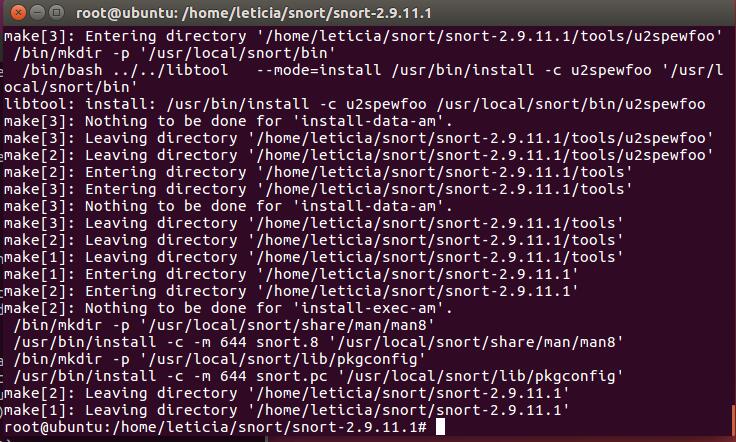 root@ubuntu: /home/leticia/snort/snort-2.9.11.1
make[3]: Entering directory '/home/leticia/snort/snort-2.9.11.1/tools/u2spewfoo'
 /bin/mkdir -p '/usr/local/snort/bin'
  /bin/bash ../../libtool   --mode=install /usr/bin/install -c u2spewfoo '/usr/l
ocal/snort/bin'
libtool: install: /usr/bin/install -c u2spewfoo /usr/local/snort/bin/u2spewfoo
make[3]: Nothing to be done for 'install-data-am'.
make[3]: Leaving directory '/home/leticia/snort/snort-2.9.11.1/tools/u2spewfoo'
make[2]: Leaving directory '/home/leticia/snort/snort-2.9.11.1/tools/u2spewfoo'
make[2]: Entering directory '/home/leticia/snort/snort-2.9.11.1/tools'
make[3]: Entering directory '/home/leticia/snort/snort-2.9.11.1/tools'
make[3]: Nothing to be done for 'install-data-am'.
make[3]: Leaving directory '/home/leticia/snort/snort-2.9.11.1/tools'
make[2]: Leaving directory '/home/leticia/snort/snort-2.9.11.1/tools'
make[1]: Leaving directory '/home/leticia/snort/snort-2.9.11.1/tools'
make[1]: Entering directory '/home/leticia/snort/snort-2.9.11.1'
make[2]: Entering directory '/home/leticia/snort/snort-2.9.11.1'
make[2]: Nothing to be done for 'install-exec-am'.
 /bin/mkdir -p '/usr/local/snort/share/man/man8'
 /usr/bin/install -c -m 644 snort.8 '/usr/local/snort/share/man/man8'
 /bin/mkdir -p '/usr/local/snort/lib/pkgconfig'
 /usr/bin/install -c -m 644 snort.pc '/usr/local/snort/lib/pkgconfig'
make[2]: Leaving directory '/home/leticia/snort/snort-2.9.11.1'
make[1]: Leaving directory '/home/leticia/snort/snort-2.9.11.1'
root@ubuntu:/home/leticia/snort/snort-2.9.11.1#